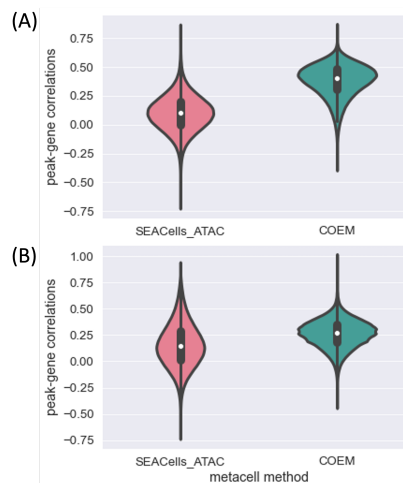 (A)
0.75
0.50
0.25
0.00
−0.25
−0.50
−0.75
peak-gene correlations
SEACells_ATAC COEM
(B)
1.00
0.75
0.50
0.25
0.00
−0.25
−0.50
−0.75
peak-gene correlations
SEACells_ATAC COEM
metacell method